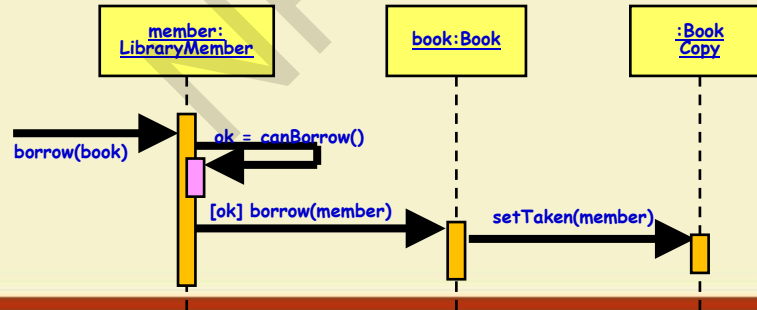 member:
LibraryMember
book:Book
:Book
Copy
borrow(book)
ok = canBorrow()
[ok] borrow(member)
setTaken(member)